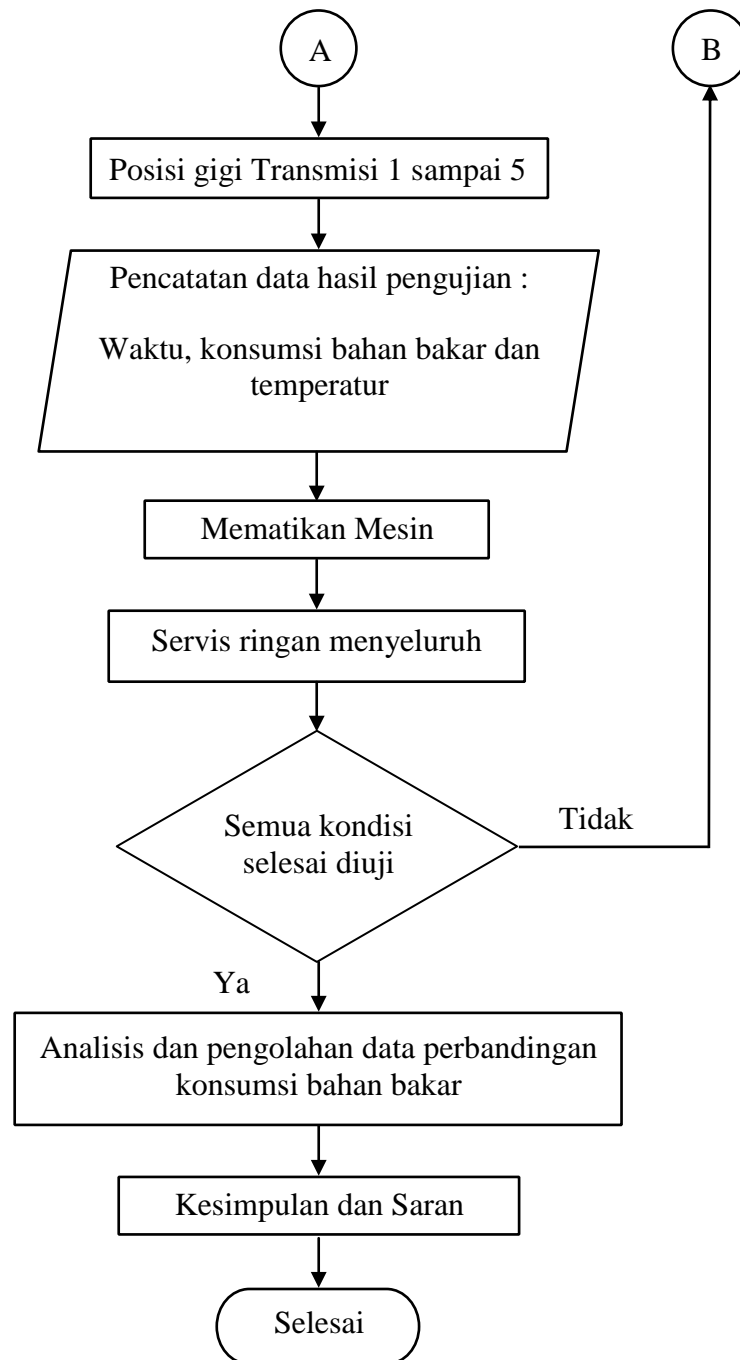 A
B
Posisi gigi Transmisi 1 sampai 5
Pencatatan data hasil pengujian :
Waktu, konsumsi bahan bakar dan
temperatur
Mematikan Mesin
Servis ringan menyeluruh
Semua kondisi
selesai diuji
Tidak
Ya
Analisis dan pengolahan data perbandingan
konsumsi bahan bakar
Kesimpulan dan Saran
Selesai